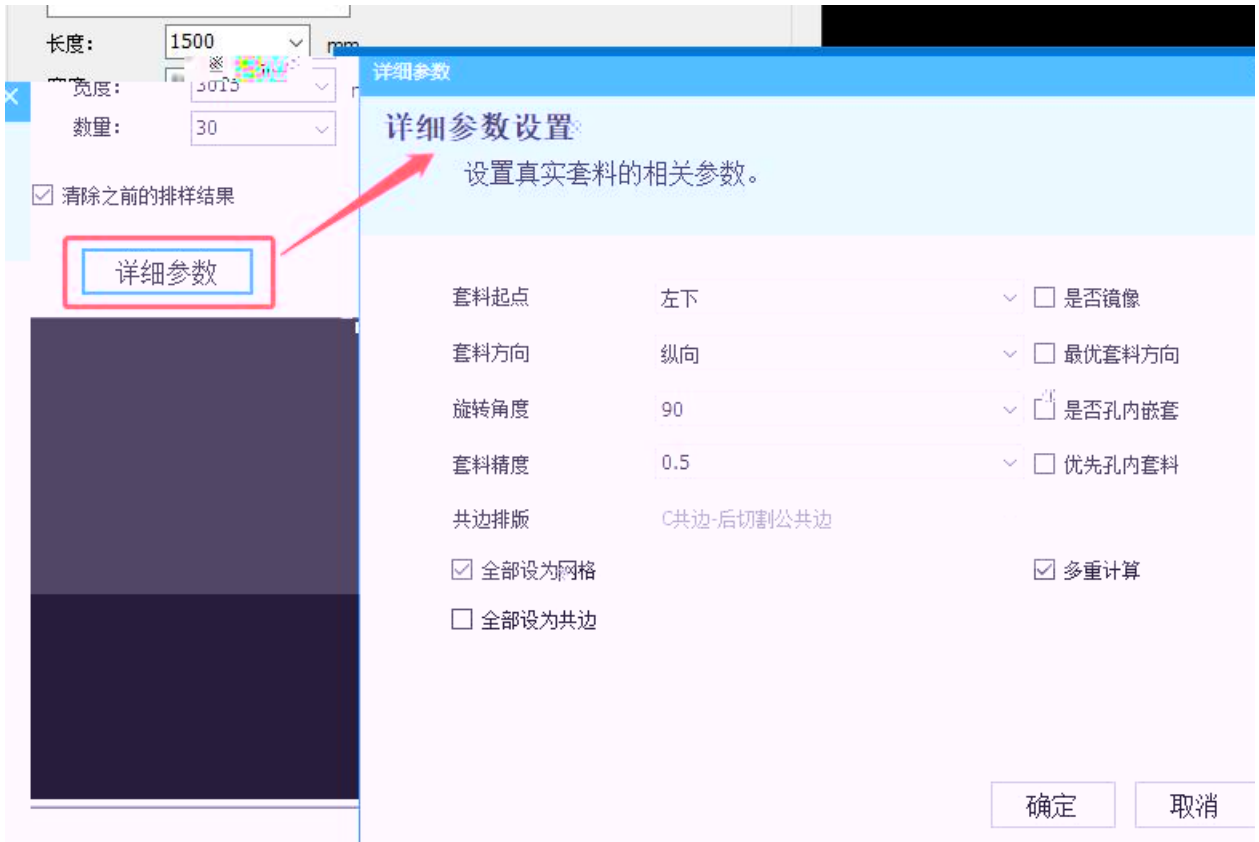 长度： 1500 mm
宽度： 3015
数量： 30
清除之前的排样结果
详细参数
详细参数
详细参数设置
设置真实套料的相关参数。
套料起点 左下 是否镜像
套料方向 纵向 最优套料方向
旋转角度 90 是否孔内嵌套
套料精度 0.5 优先孔内套料
共边排版 C共边-后切割公共边
全部设为网格 多重计算
全部设为共边
确定 取消